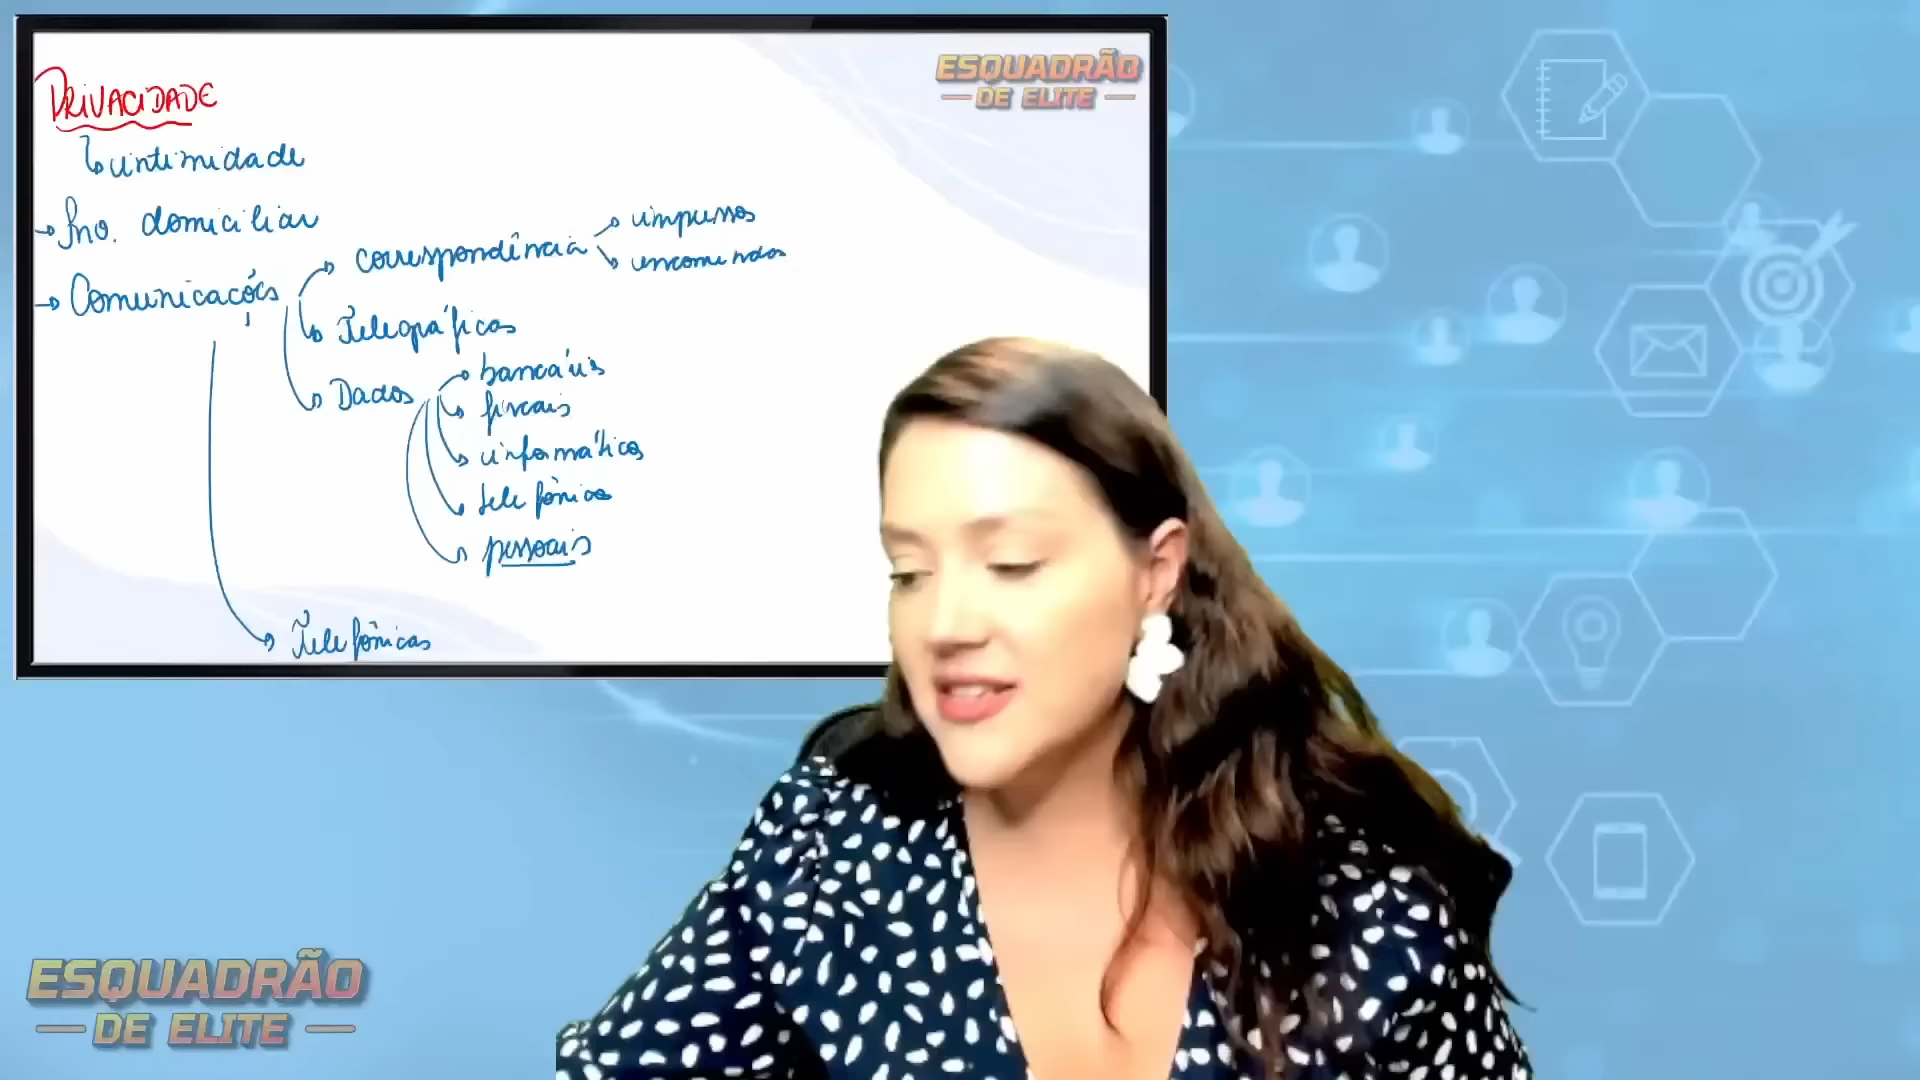 ESQUADRÃO
DE ELITE
PRIVACIDADE
intimidade
Inv. domiciliar
Comunicações
correspondência
impressos
encomendas
Telegráficas
Dados
bancários
fiscais
informáticos
telefônicos
pessoais
Telefônicas
ESQUADRÃO
DE ELITE